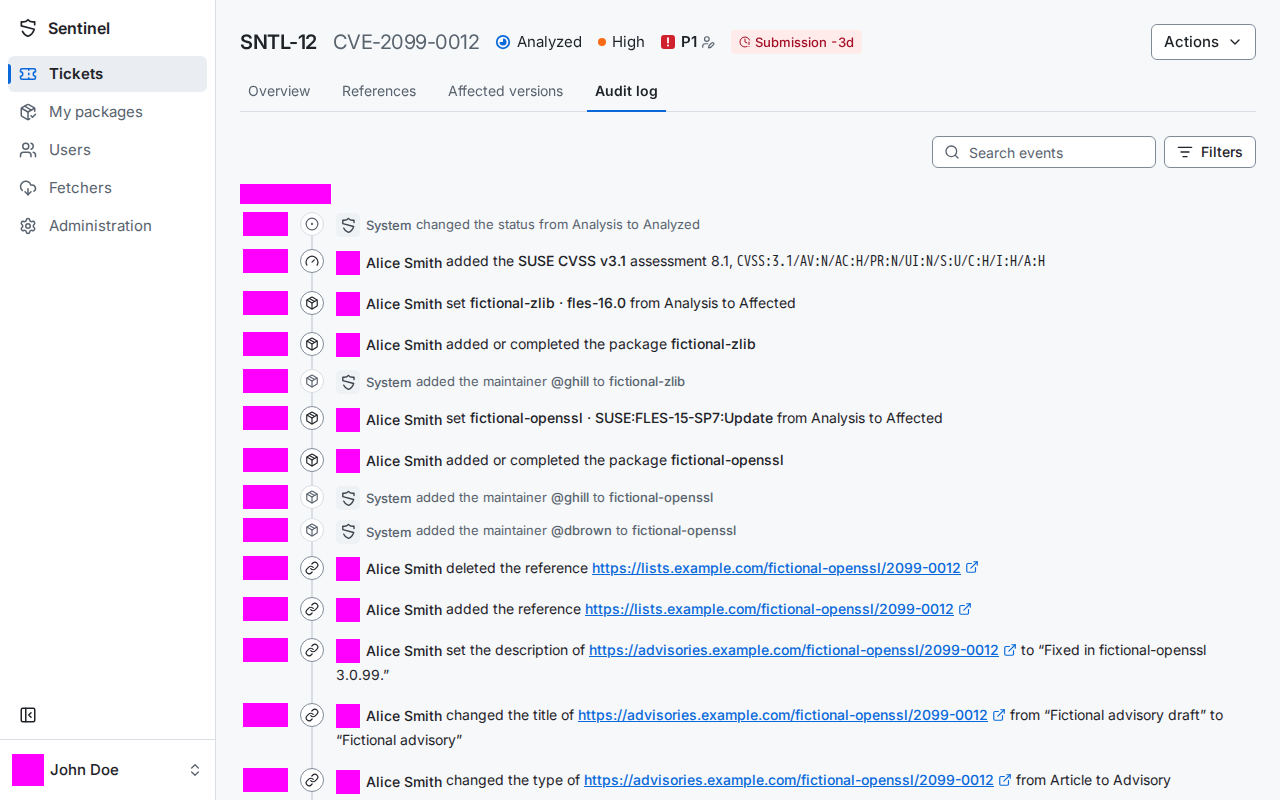 Sentinel
Tickets
My packages
Users
Fetchers
Administration
John Doe
SNTL-12 CVE-2099-0012 Analyzed High P1 Submission -3d
Actions
Overview References Affected versions Audit log
Search events
Filters
System changed the status from Analysis to Analyzed
Alice Smith added the SUSE CVSS v3.1 assessment 8.1, CVSS:3.1/AV:N/AC:H/PR:N/UI:N/S:U/C:H/I:H/A:H
Alice Smith set fictional-zlib · fles-16.0 from Analysis to Affected
Alice Smith added or completed the package fictional-zlib
System added the maintainer @ghill to fictional-zlib
Alice Smith set fictional-openssl · SUSE:FLES-15-SP7:Update from Analysis to Affected
Alice Smith added or completed the package fictional-openssl
System added the maintainer @ghill to fictional-openssl
System added the maintainer @dbrown to fictional-openssl
Alice Smith deleted the reference https://lists.example.com/fictional-openssl/2099-0012
Alice Smith added the reference https://lists.example.com/fictional-openssl/2099-0012
Alice Smith set the description of https://advisories.example.com/fictional-openssl/2099-0012 to “Fixed in fictional-openssl
3.0.99.”
Alice Smith changed the title of https://advisories.example.com/fictional-openssl/2099-0012 from “Fictional advisory draft” to
“Fictional advisory”
Alice Smith changed the type of https://advisories.example.com/fictional-openssl/2099-0012 from Article to Advisory